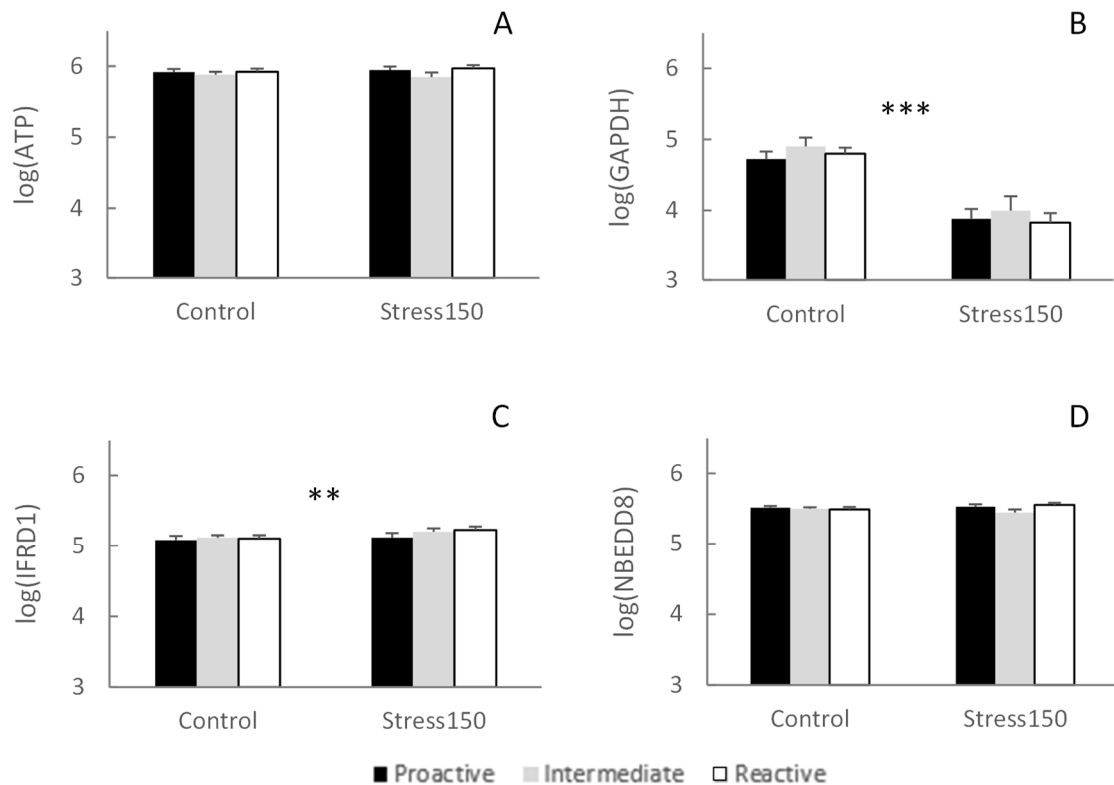 A
6
5
4
3
log(ATP)
Control Stress150
B
6
5
4
3
log(GAPDH)
***
Control Stress150
C
6
5
4
3
log(IFRD1)
**
Control Stress150
D
6
5
4
3
log(NBEDD8)
Control Stress150
Proactive Intermediate Reactive